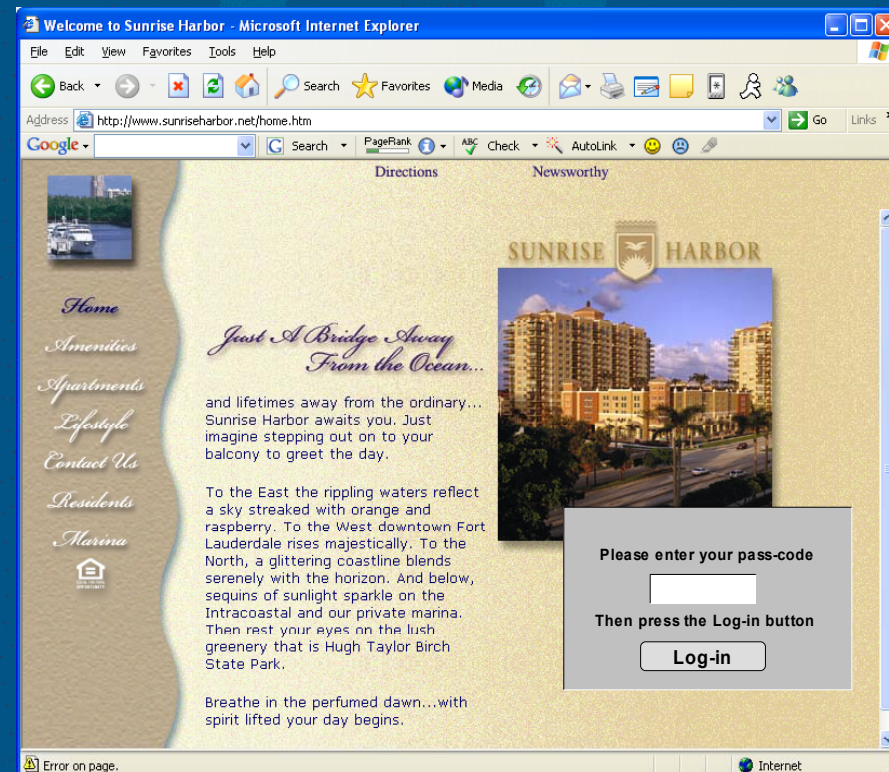 Welcome to Sunrise Harbor - Microsoft Internet Explorer
File Edit View Favorites Tools Help
Back Search Favorites Media
Address http://www.sunriseharbor.net/home.htm Go Links
Google Search PageRank ABC Check AutoLink
Directions Newsworthy
SUNRISE HARBOR
Home
Amenities
Apartments
Lifestyle
Contact Us
Residents
Marina
Just A Bridge Away
From the Ocean...
and lifetimes away from the ordinary...
Sunrise Harbor awaits you. Just
imagine stepping out on to your
balcony to greet the day.
To the East the rippling waters reflect
a sky streaked with orange and
raspberry. To the West downtown Fort
Lauderdale rises majestically. To the
North, a glittering coastline blends
serenely with the horizon. And below,
sequins of sunlight sparkle on the
Intracoastal and our private marina.
Then rest your eyes on the lush
greenery that is Hugh Taylor Birch
State Park.
Breathe in the perfumed dawn...with
spirit lifted your day begins.
Please enter your pass-code
Then press the Log-in button
Log-in
Error on page. Internet